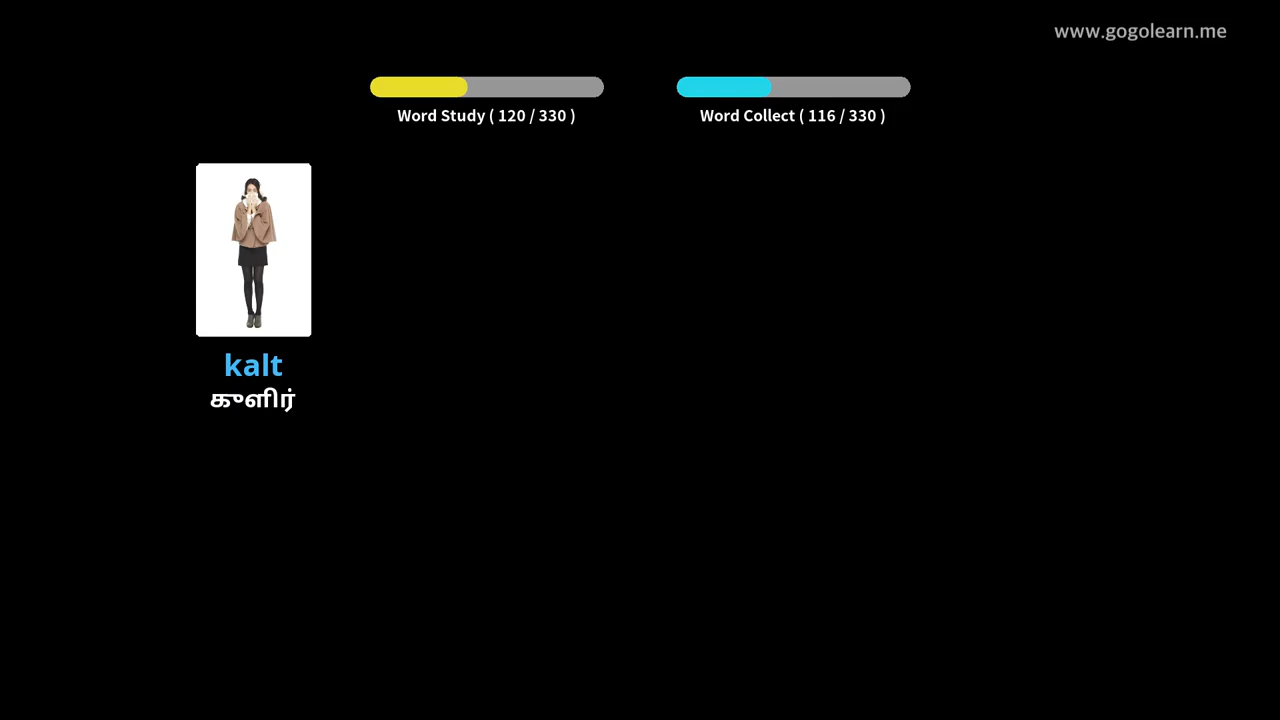 www.gogolearn.me
Word Study ( 120 / 330 )
Word Collect ( 116 / 330 )
kalt
குளிர்